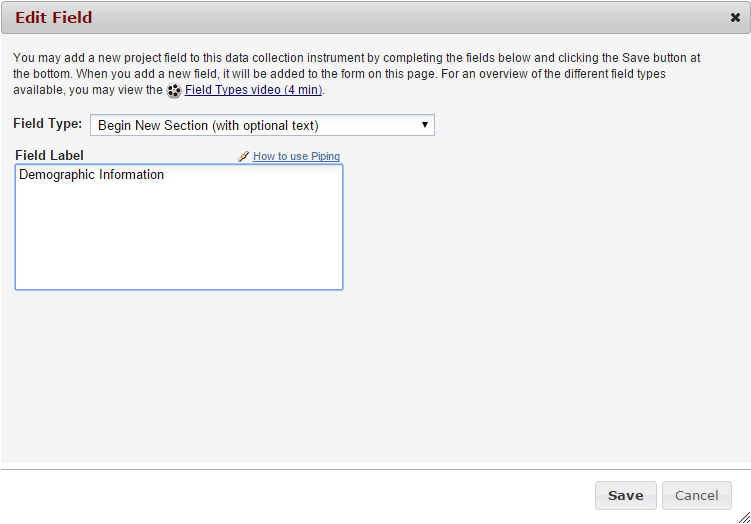 Edit Field
You may add a new project field to this data collection instrument by completing the fields below and clicking the Save button at
the bottom. When you add a new field, it will be added to the form on this page. For an overview of the different field types
available, you may view the Field Types video (4 min).
Field Type: Begin New Section (with optional text)
Field Label How to use Piping
Demographic Information
Save Cancel